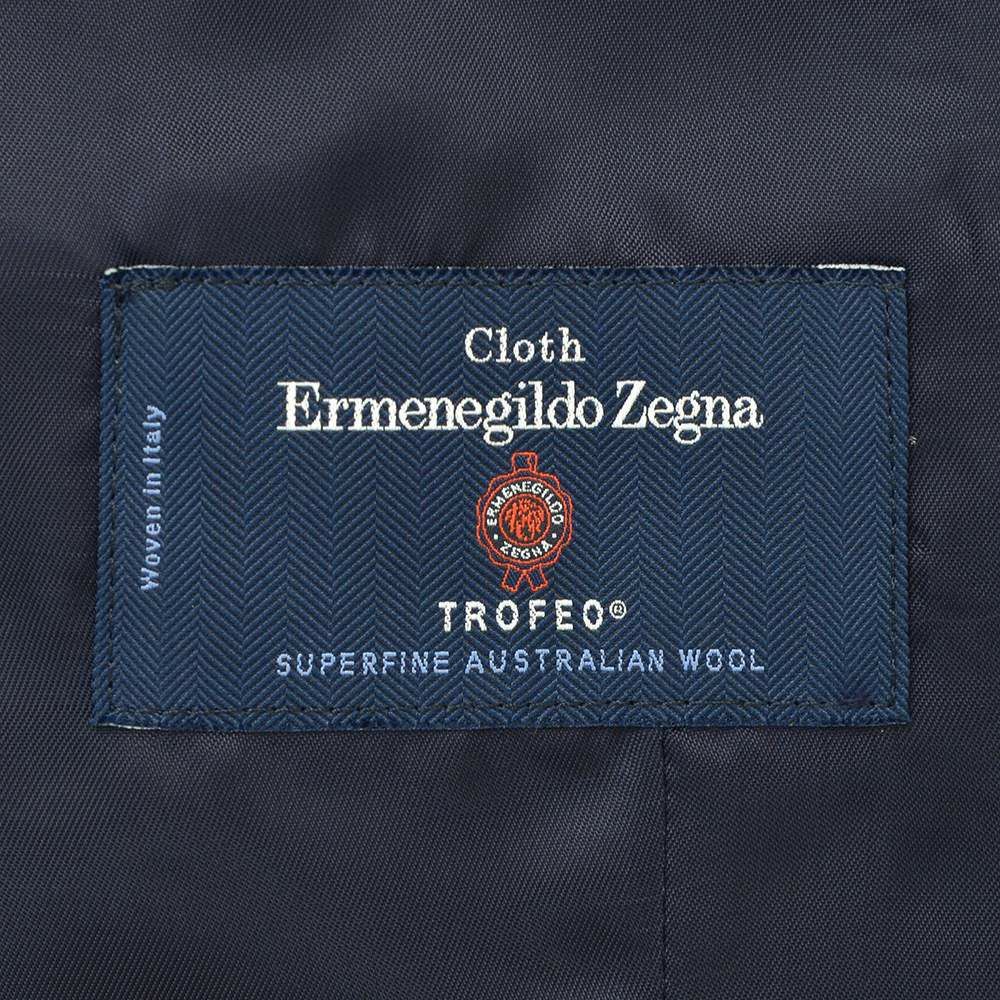 Cloth
Ermenegildo Zegna
ERMENEGILDO
ZEGNA
TROFEO®
SUPERFINE AUSTRALIAN WOOL
Woven in Italy